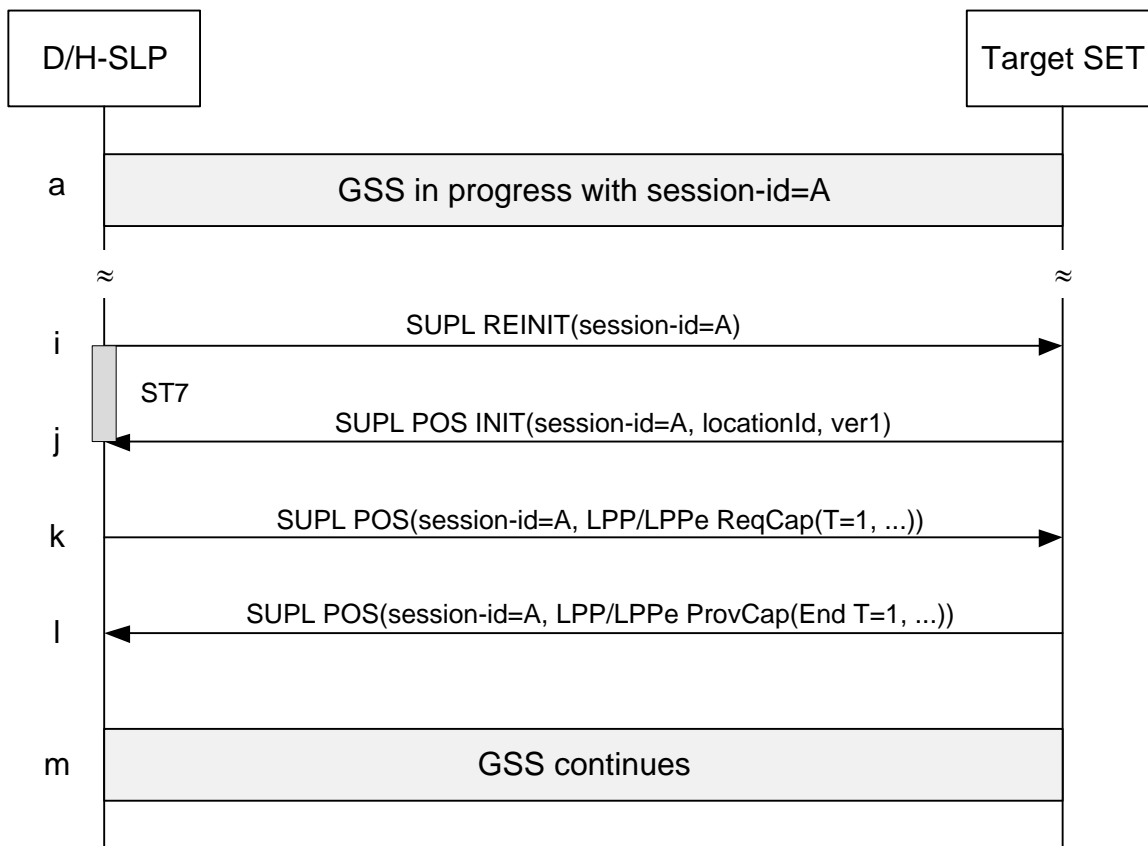 D/H-SLP
Target SET
a
GSS in progress with session-id=A
≈ ≈
SUPL REINIT(session-id=A)
i
ST7
SUPL POS INIT(session-id=A, locationId, ver1)
j
SUPL POS(session-id=A, LPP/LPPe ReqCap(T=1, ...))
k
SUPL POS(session-id=A, LPP/LPPe ProvCap(End T=1, ...))
l
m
GSS continues